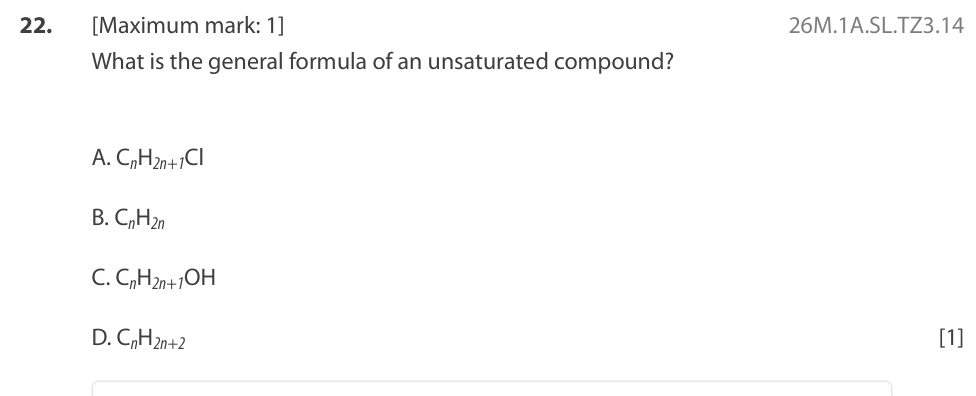 22. [Maximum mark: 1] 26M.1A.SL.TZ3.14
What is the general formula of an unsaturated compound?
A. CₙH₂ₙ₊₁Cl
B. CₙH₂ₙ
C. CₙH₂ₙ₊₁OH
D. CₙH₂ₙ₊₂ [1]